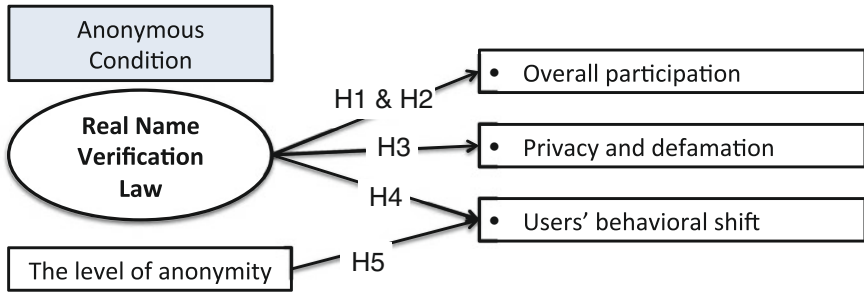 Anonymous
Condition
Real Name
Verification
Law
The level of anonymity
H1 & H2
H3
H4
H5
• Overall participation
• Privacy and defamation
• Users’ behavioral shift